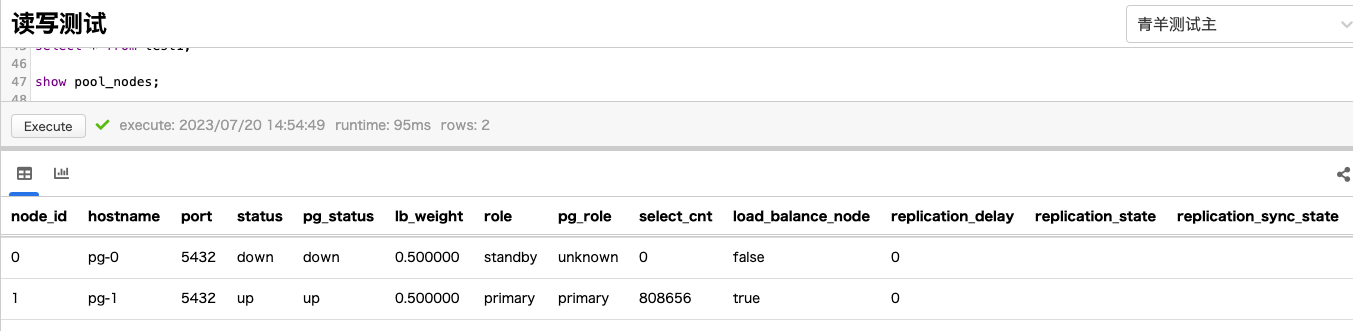 读写测试
青羊测试主
45 select * from test1;
46
47 show pool_nodes;
48
Execute execute: 2023/07/20 14:54:49 runtime: 95ms rows: 2
node_id hostname port status pg_status lb_weight role pg_role select_cnt load_balance_node replication_delay replication_state replication_sync_state
0 pg-0 5432 down down 0.500000 standby unknown 0 false 0
1 pg-1 5432 up up 0.500000 primary primary 808656 true 0